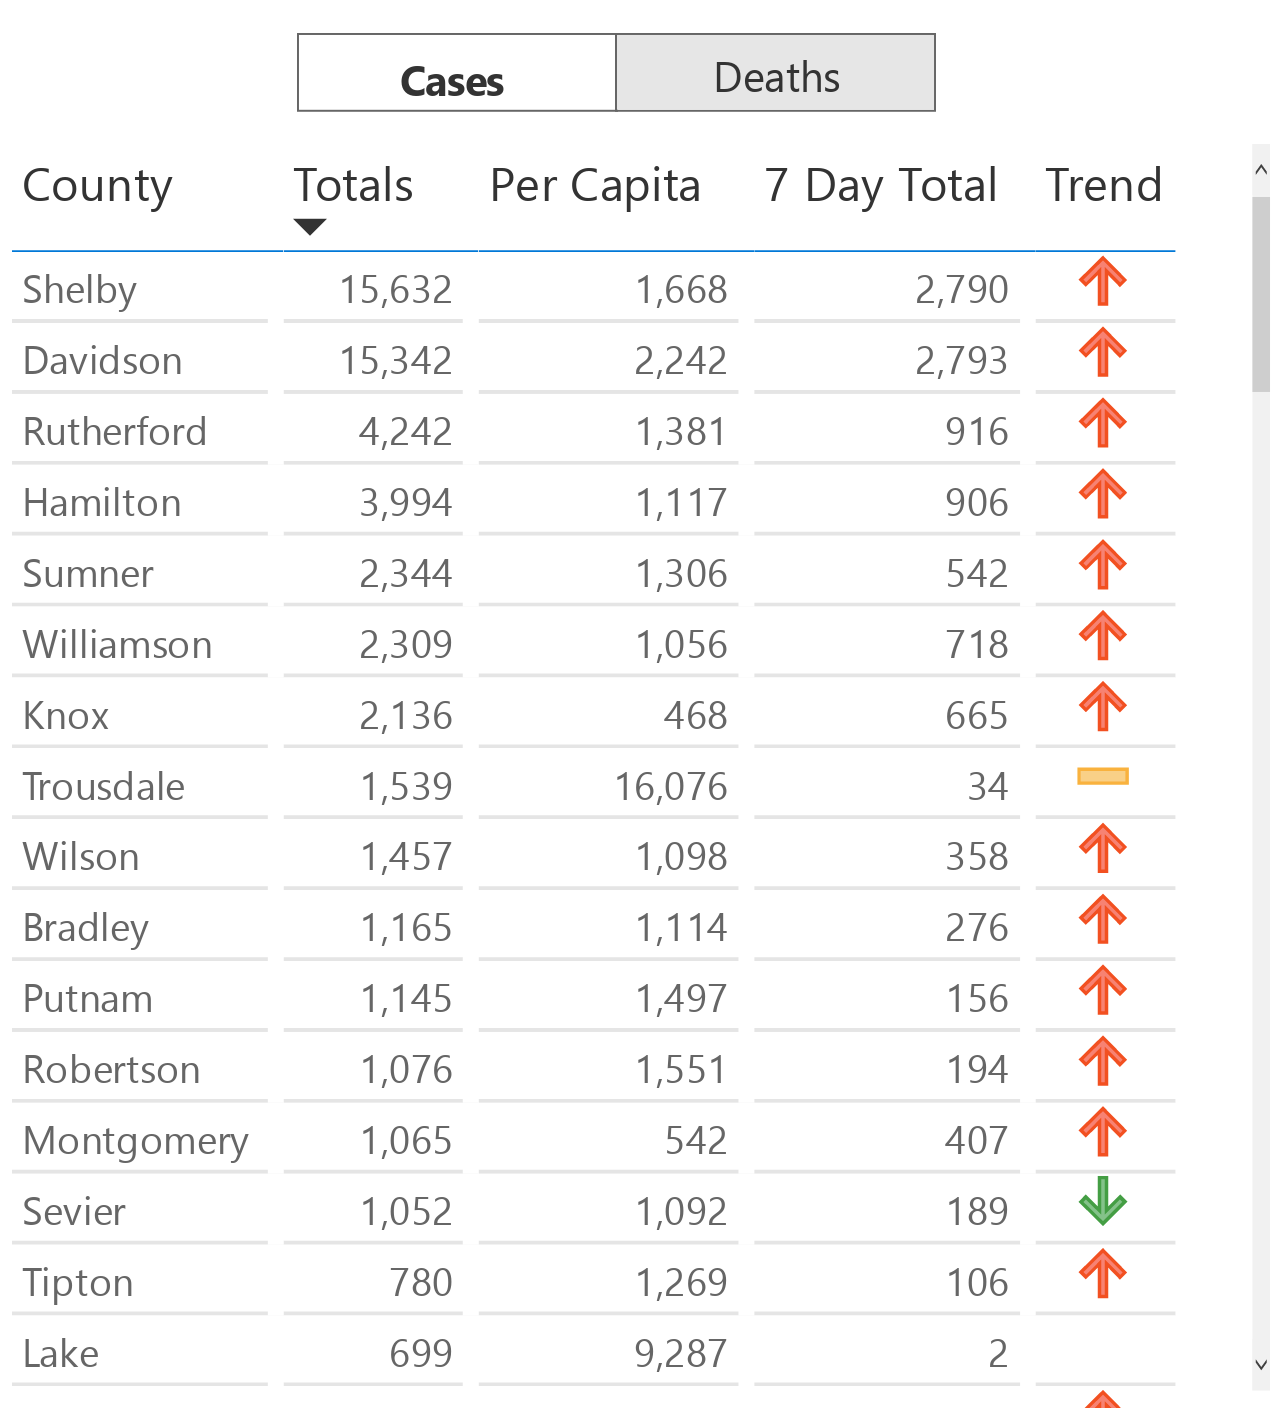 Cases Deaths
County Totals Per Capita 7 Day Total Trend
Shelby 15,632 1,668 2,790
Davidson 15,342 2,242 2,793
Rutherford 4,242 1,381 916
Hamilton 3,994 1,117 906
Sumner 2,344 1,306 542
Williamson 2,309 1,056 718
Knox 2,136 468 665
Trousdale 1,539 16,076 34
Wilson 1,457 1,098 358
Bradley 1,165 1,114 276
Putnam 1,145 1,497 156
Robertson 1,076 1,551 194
Montgomery 1,065 542 407
Sevier 1,052 1,092 189
Tipton 780 1,269 106
Lake 699 9,287 2